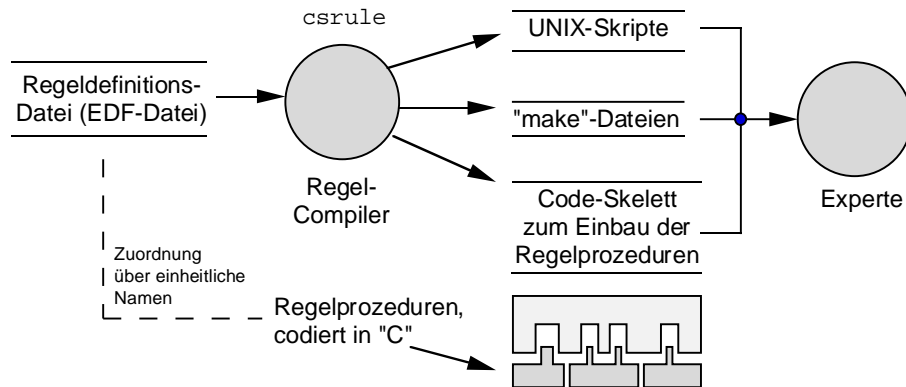 csrule
Regeldefinitions-
Datei (EDF-Datei)
Regel-
Compiler
UNIX-Skripte
"make"-Dateien
Code-Skelett
zum Einbau der
Regelprozeduren
Experte
Zuordnung
über einheitliche
Namen
Regelprozeduren,
codiert in "C"